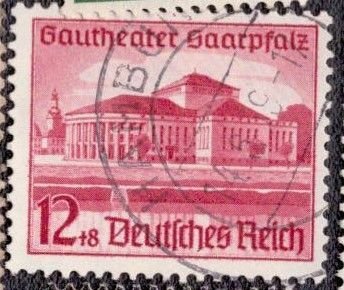 Gautheater Saarpfalz
12+8 Deutsches Reich